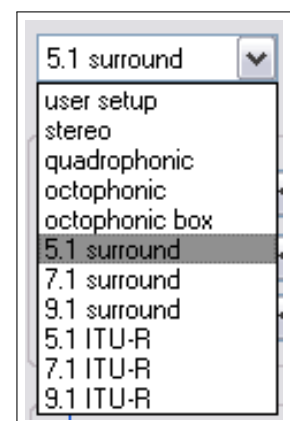 5.1 surround
user setup
stereo
quadrophonic
octophonic
octophonic box
5.1 surround
7.1 surround
9.1 surround
5.1 ITU-R
7.1 ITU-R
9.1 ITU-R